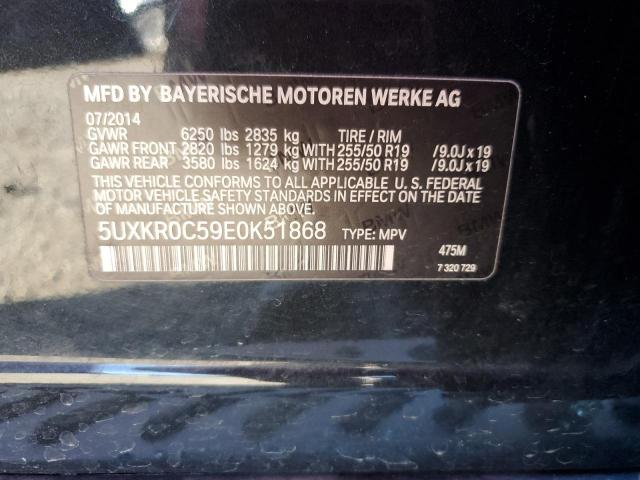 MFD BY BAYERISCHE MOTOREN WERKE AG
07/2014
GVWR 6250 lbs 2835 kg TIRE / RIM
GAWR FRONT 2820 lbs 1279 kg WITH 255/50 R19 /9.0J x 19
GAWR REAR 3580 lbs 1624 kg WITH 255/50 R19 /9.0J x 19
THIS VEHICLE CONFORMS TO ALL APPLICABLE U. S. FEDERAL
MOTOR VEHICLE SAFETY STANDARDS IN EFFECT ON THE DATE
OF MANUFACTURE SHOWN ABOVE.
5UXKR0C59E0K51868 TYPE: MPV 475M
7 320 729